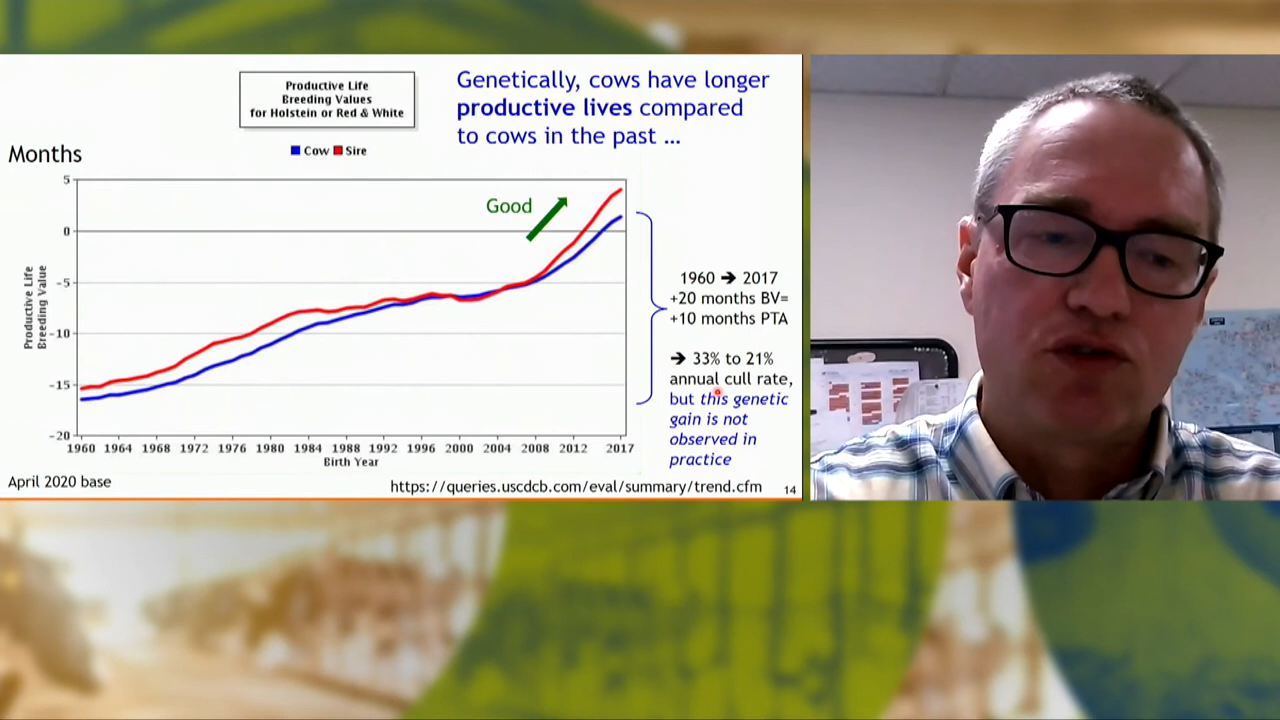 Productive Life
Breeding Values
for Holstein or Red & White
Cow Sire
Genetically, cows have longer
productive lives compared
to cows in the past ...
Months
Productive Life
Breeding Value
5
0
-5
-10
-15
-20
Good
1960 1964 1968 1972 1976 1980 1984 1988 1992 1996 2000 2004 2008 2012 2017
Birth Year
1960 → 2017
+20 months BV=
+10 months PTA
→ 33% to 21%
annual cull rate,
but this genetic
gain is not
observed in
practice
April 2020 base
https://queries.uscdcb.com/eval/summary/trend.cfm
14